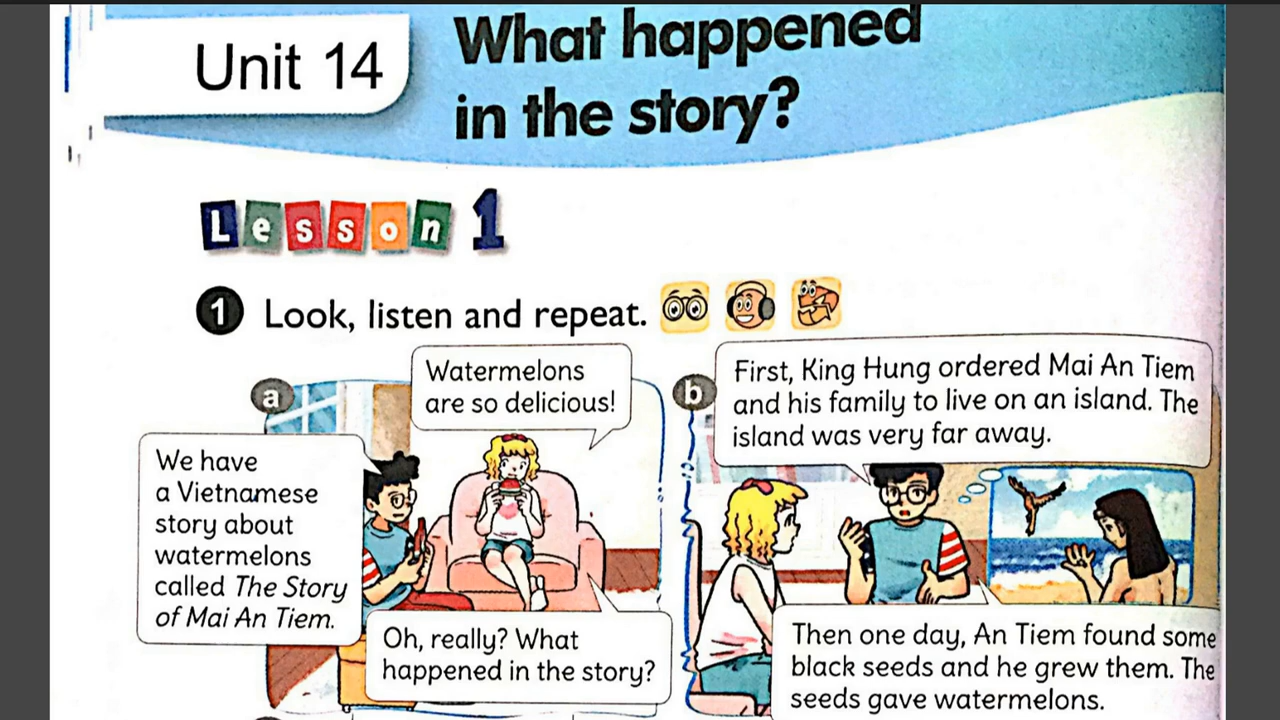 Unit 14
What happened
in the story?
Lesson 1
1 Look, listen and repeat.
a
Watermelons
are so delicious!
We have
a Vietnamese
story about
watermelons
called The Story
of Mai An Tiem.
Oh, really? What
happened in the story?
b
First, King Hung ordered Mai An Tiem
and his family to live on an island. The
island was very far away.
Then one day, An Tiem found some
black seeds and he grew them. The
seeds gave watermelons.